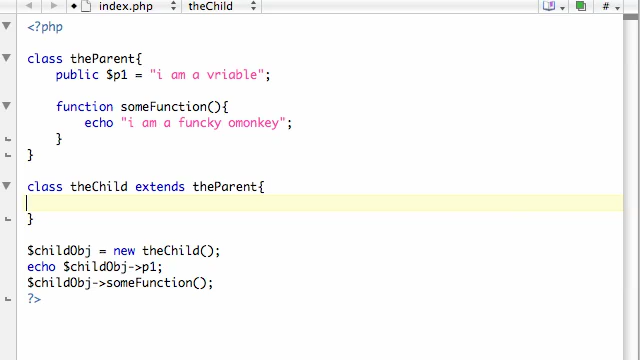 index.php theChild #
<?php
class theParent{
public $p1 = "i am a vriable";
function someFunction(){
echo "i am a funcky omonkey";
}
}
class theChild extends theParent{
}
$childObj = new theChild();
echo $childObj->p1;
$childObj->someFunction();
?>